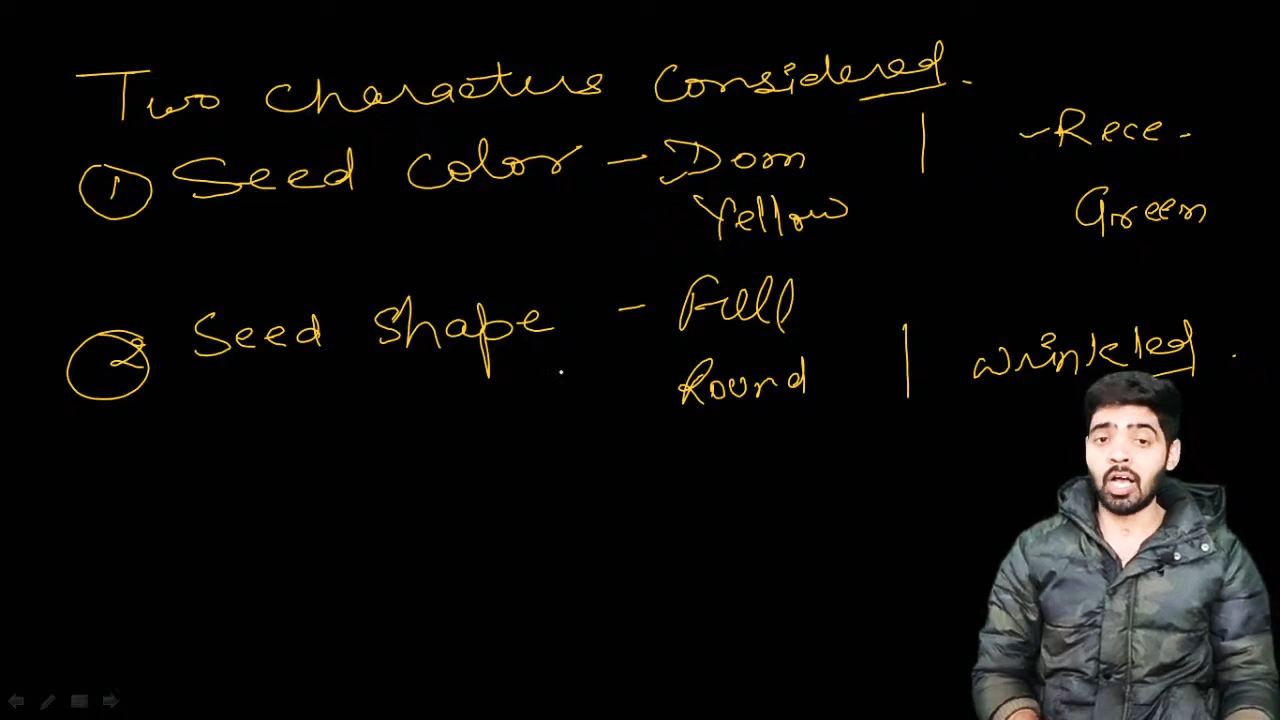 Two characters considered.
① Seed color - Dom | - Rece.
Yellow Green
② Seed shape - Full
Round | wrinkled.